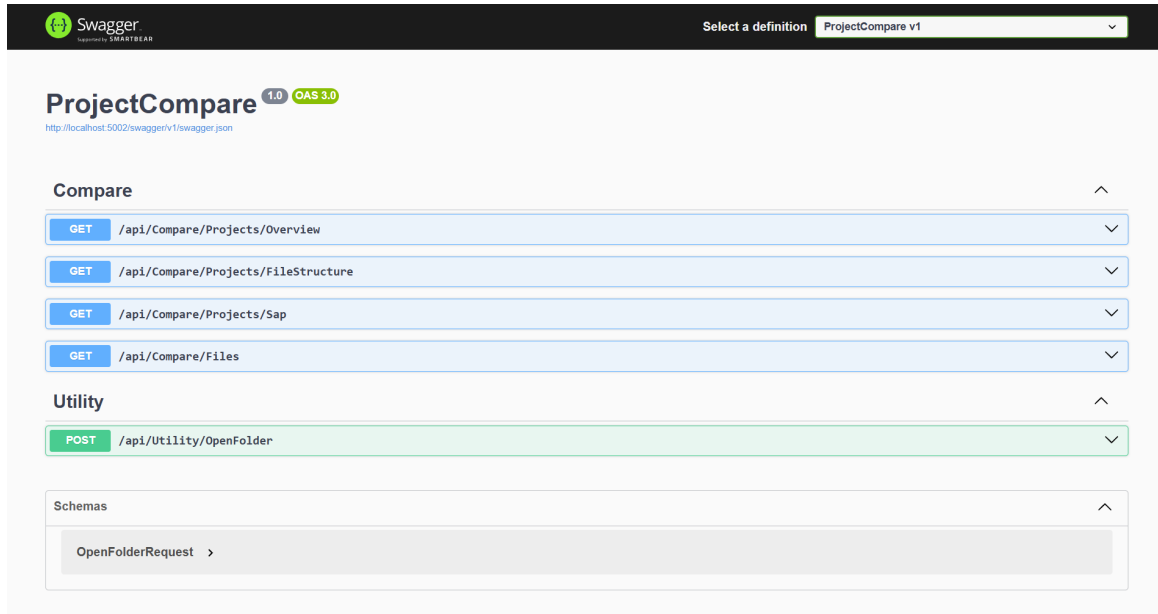 Swagger
Supported by SMARTBEAR
Select a definition
ProjectCompare v1
ProjectCompare 1.0 OAS 3.0
http://localhost:5002/swagger/v1/swagger.json
Compare
GET /api/Compare/Projects/Overview
GET /api/Compare/Projects/FileStructure
GET /api/Compare/Projects/Sap
GET /api/Compare/Files
Utility
POST /api/Utility/OpenFolder
Schemas
OpenFolderRequest